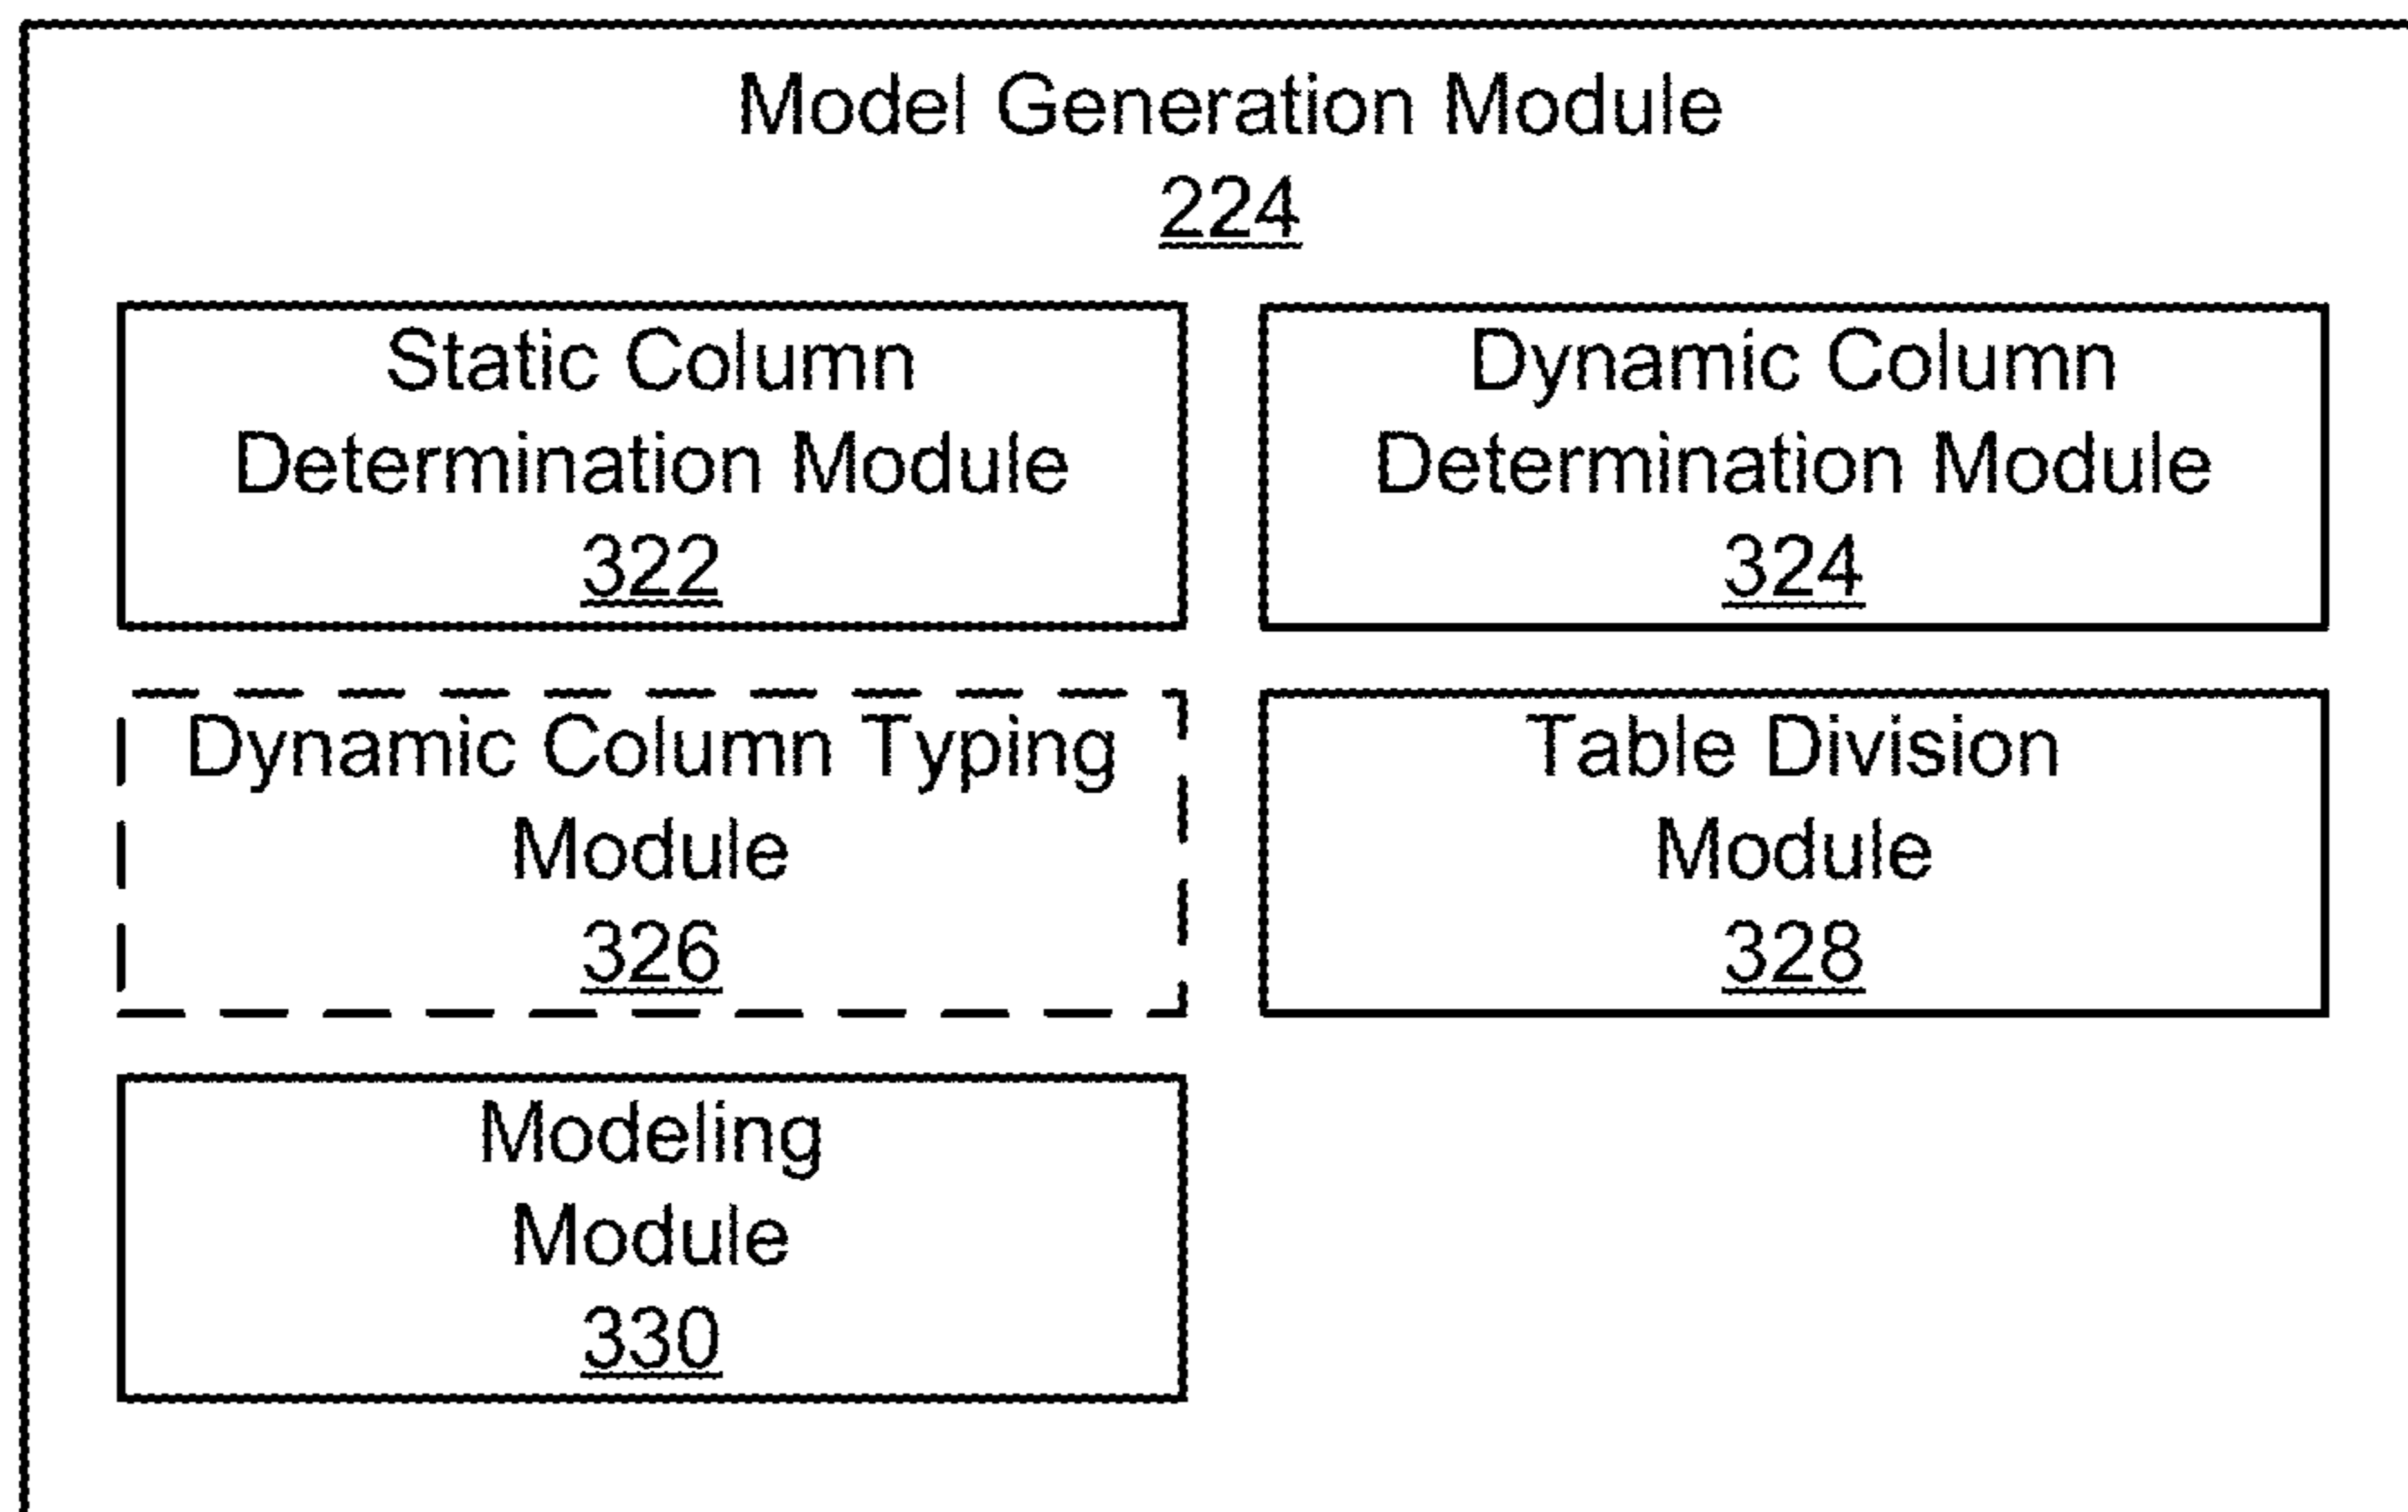 Model Generation Module
224
Static Column
Determination Module
322
Dynamic Column
Determination Module
324
Dynamic Column Typing
Module
326
Table Division
Module
328
Modeling
Module
330